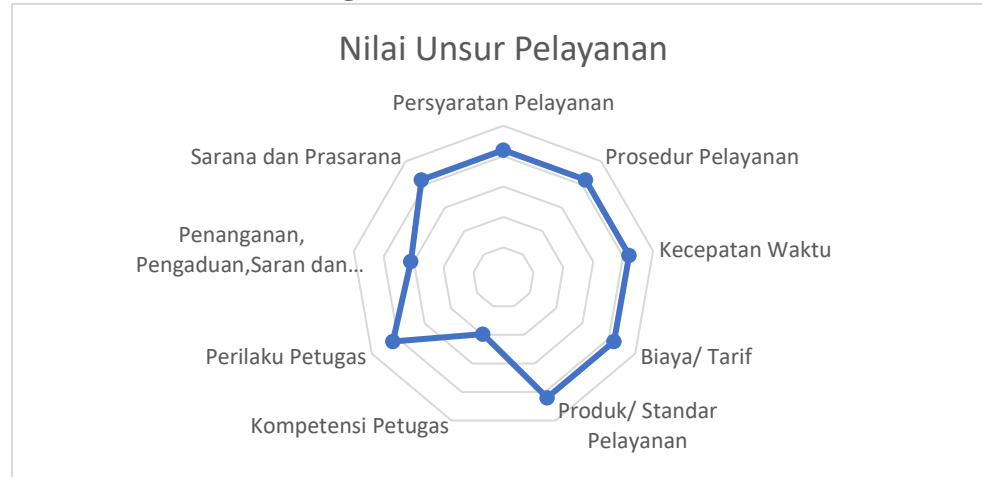 Nilai Unsur Pelayanan
Persyaratan Pelayanan
Prosedur Pelayanan
Kecepatan Waktu
Biaya/ Tarif
Produk/ Standar
Pelayanan
Kompetensi Petugas
Perilaku Petugas
Penanganan,
Pengaduan,Saran dan...
Sarana dan Prasarana